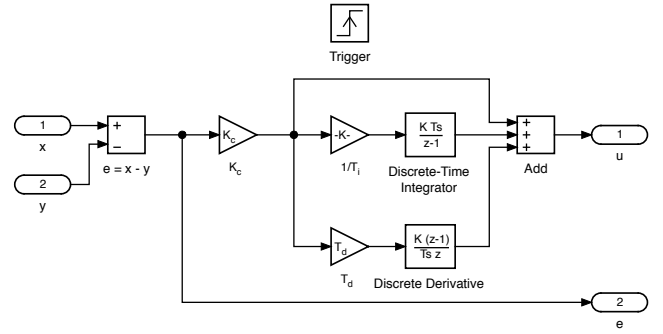 Trigger
1
x
2
y
+
−
e = x - y
K_c
K_c
-K-
1/T_i
K Ts
z-1
Discrete-Time
Integrator
T_d
T_d
K (z-1)
Ts z
Discrete Derivative
+
+
+
Add
1
u
2
e